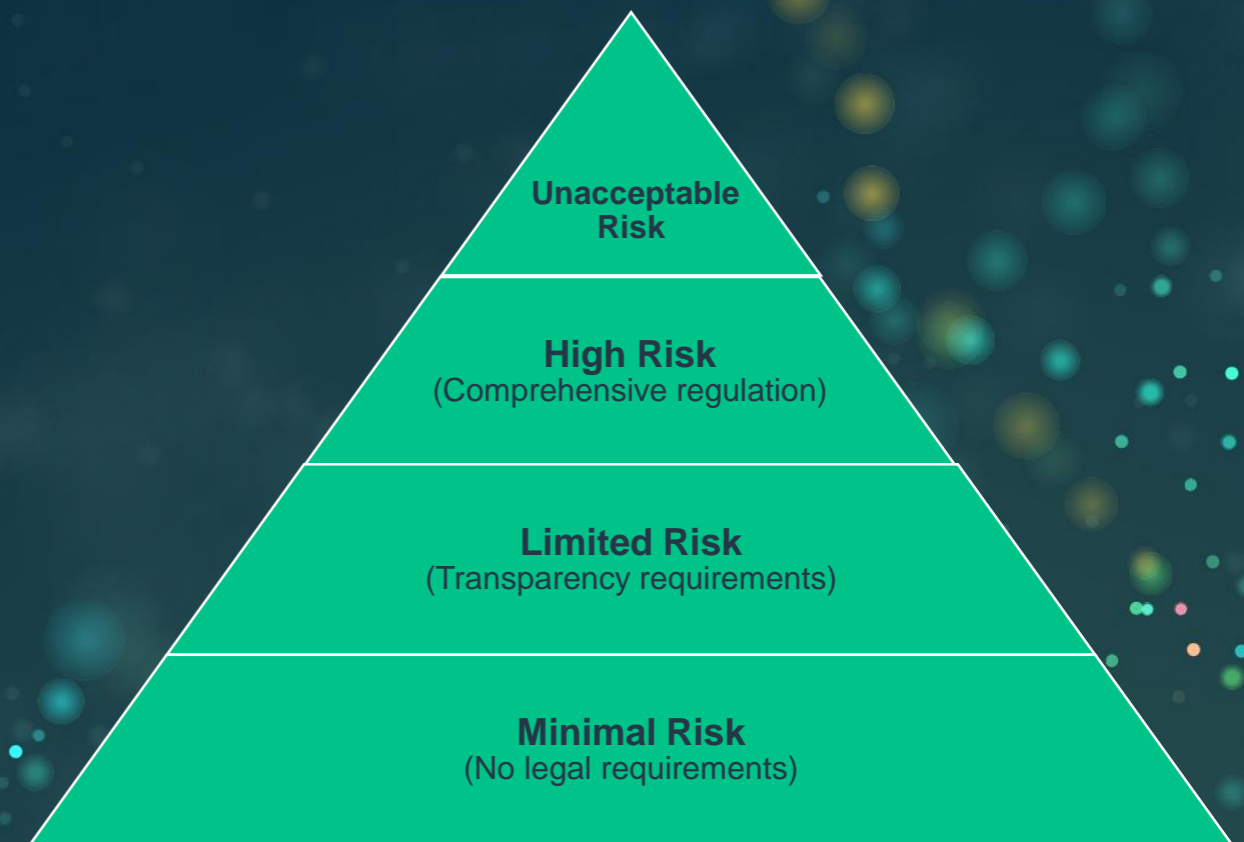 Unacceptable
Risk
High Risk
(Comprehensive regulation)
Limited Risk
(Transparency requirements)
Minimal Risk
(No legal requirements)